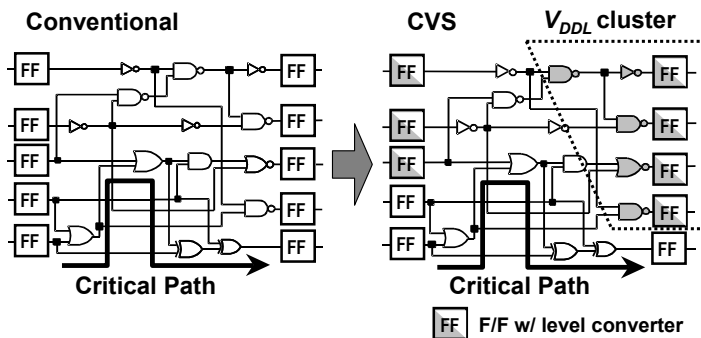 Conventional
CVS
V_DDL cluster
FF FF FF FF
FF FF FF FF
FF FF FF FF
FF FF FF FF
FF FF FF FF
Critical Path
Critical Path
FF F/F w/ level converter